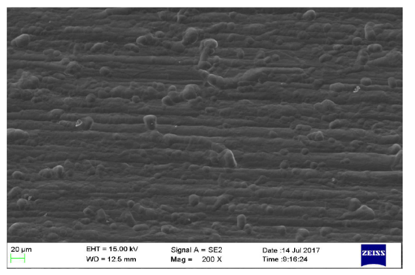 20 µm
EHT = 15.00 kV Signal A = SE2 Date :14 Jul 2017
WD = 12.5 mm Mag = 200 X Time :9:16:24
ZEISS